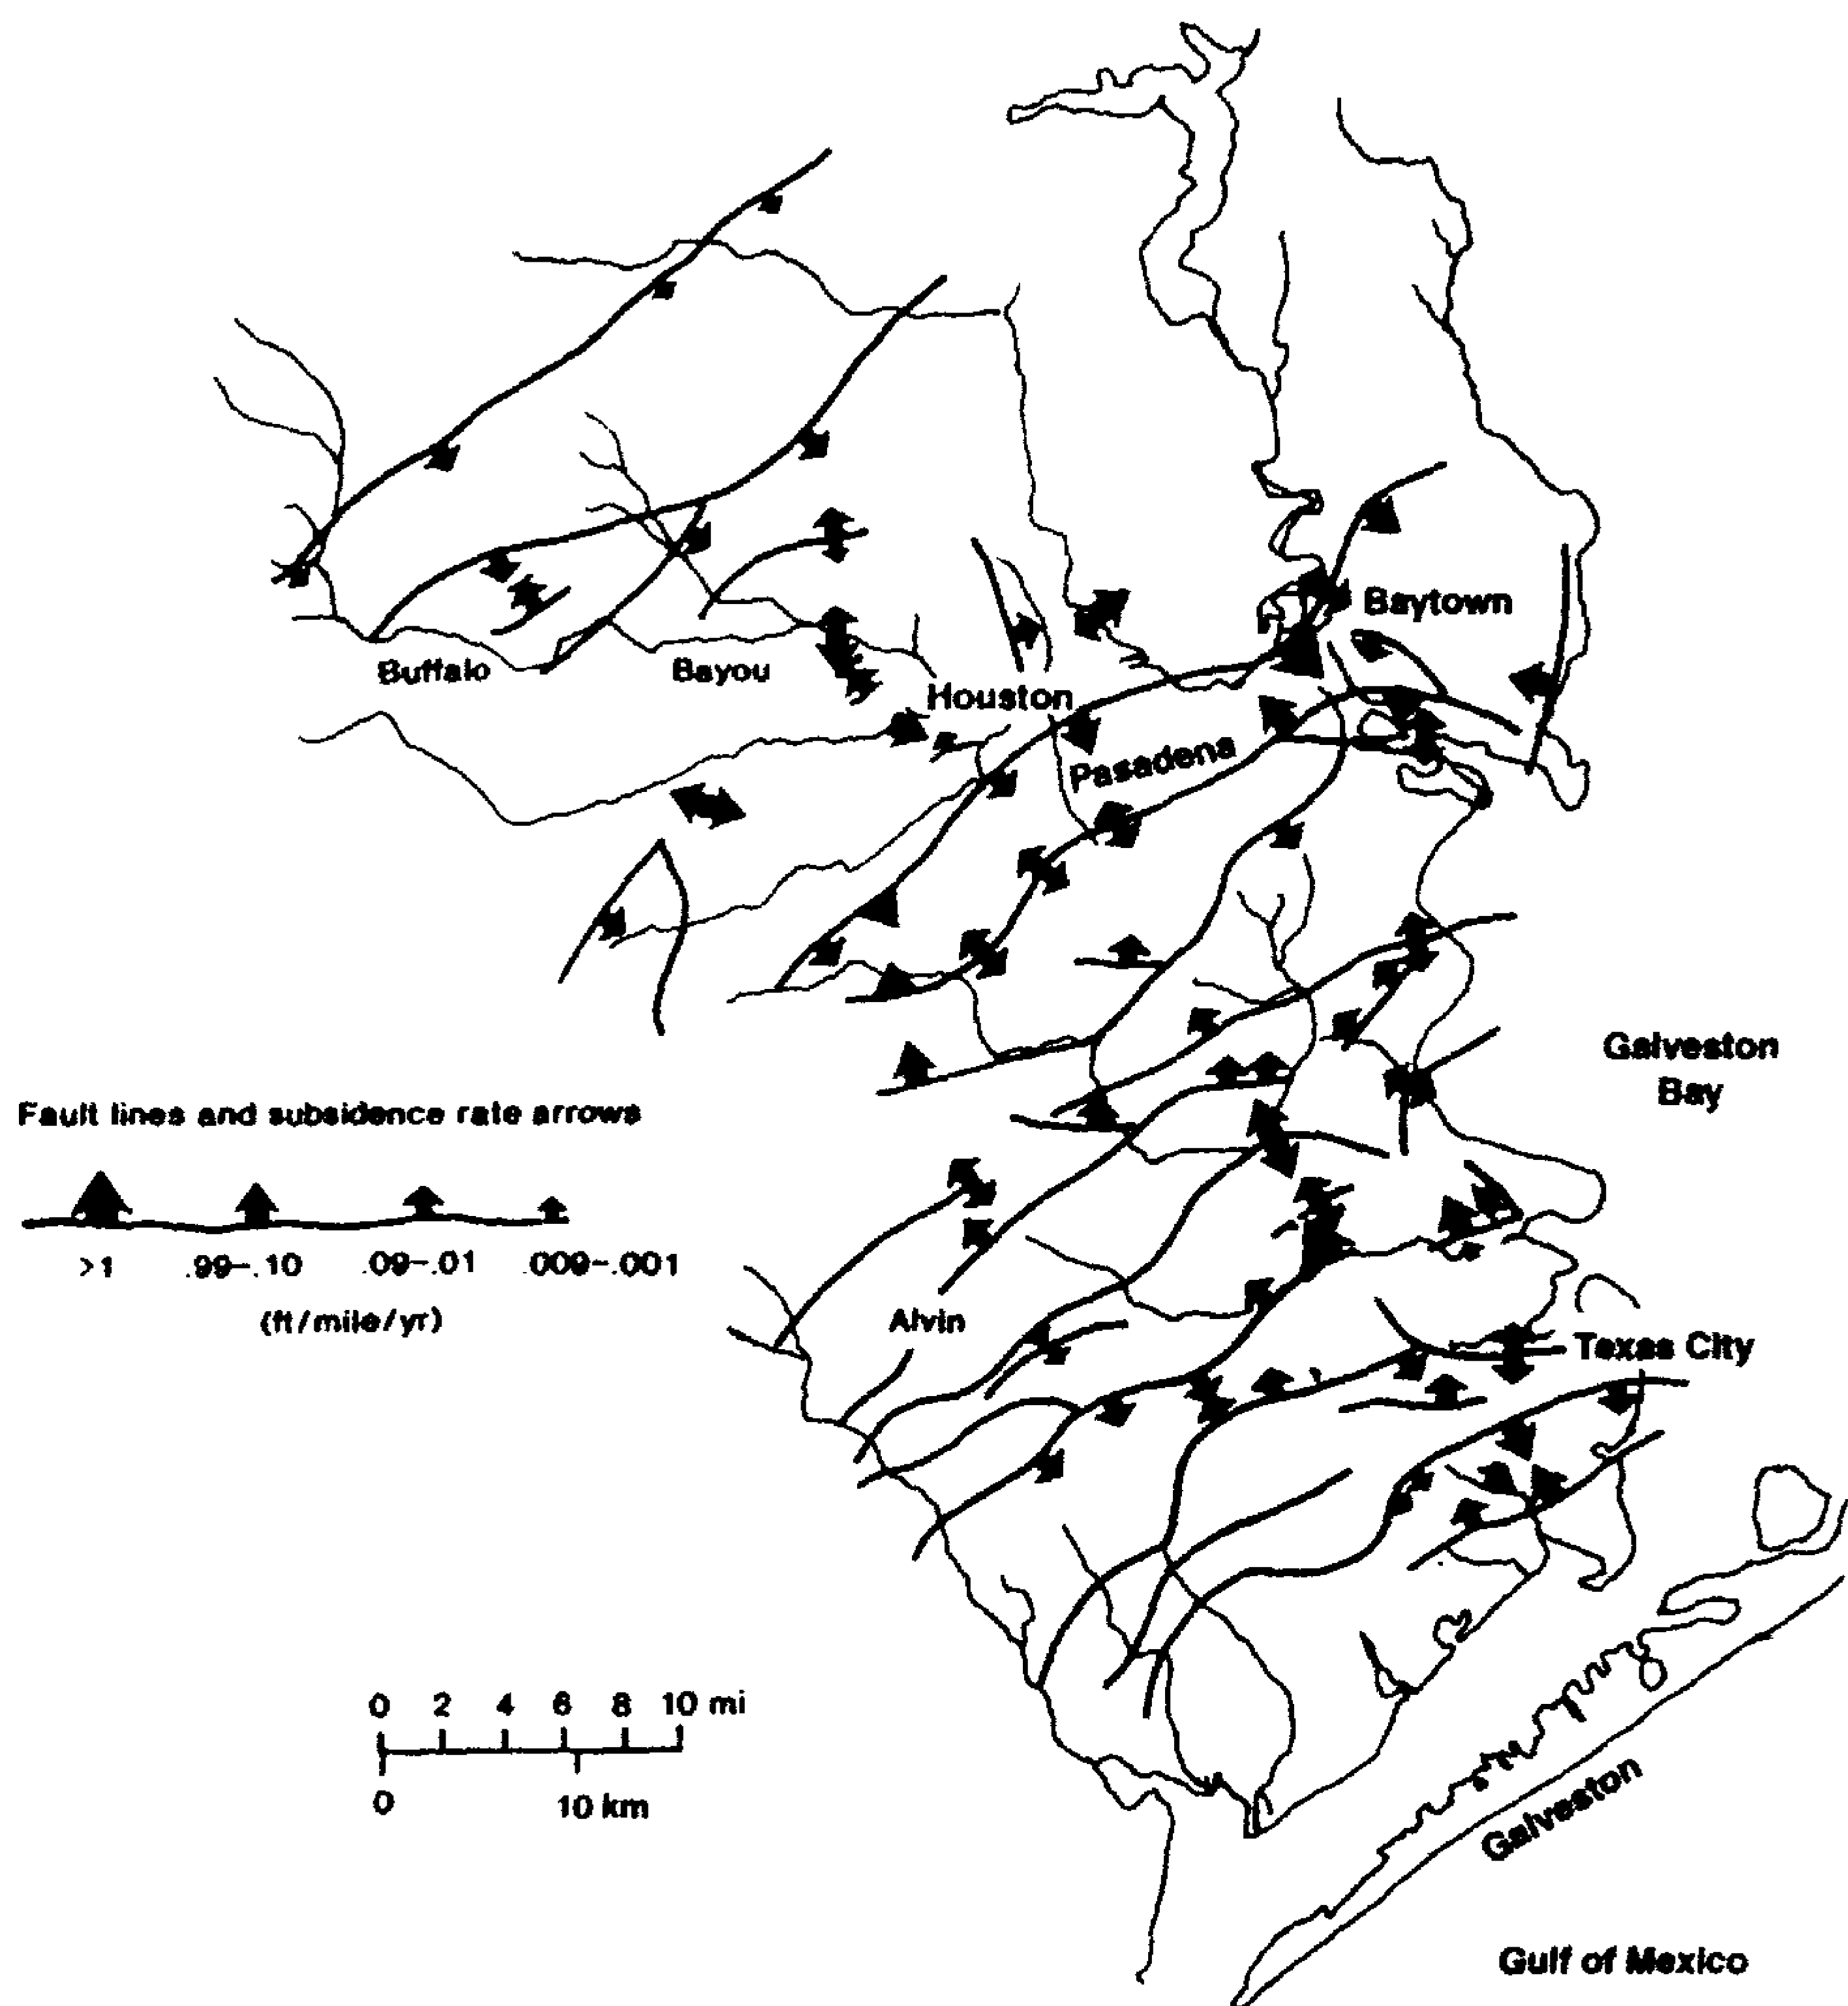 Baytown
Buffalo Bayou
Houston
Pasadena
Galveston
Bay
Fault lines and subsidence rate arrows
>1 .99–.10 .09–.01 .009–.001
(ft/mile/yr)
Alvin
Texas City
0 2 4 6 8 10 mi
0 10 km
Galveston
Gulf of Mexico